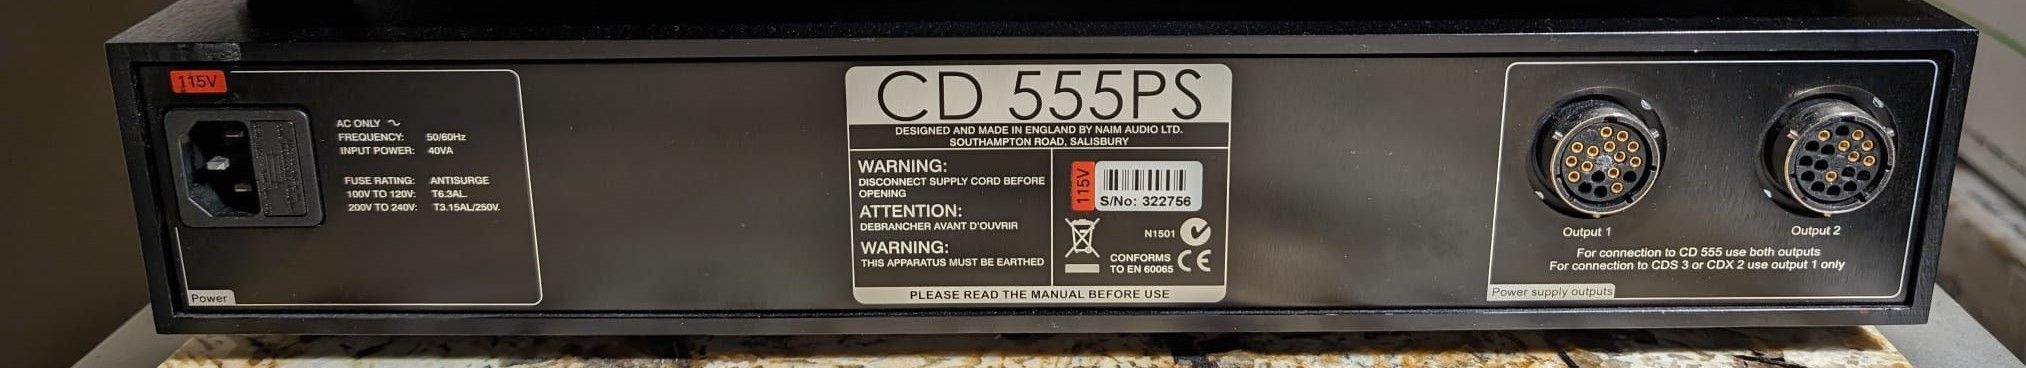 115V
AC ONLY ~
FREQUENCY: 50/60Hz
INPUT POWER: 40VA
FUSE RATING: ANTISURGE
100V TO 120V: T6.3AL
200V TO 240V: T3.15AL/250V.
Power
CD 555PS
DESIGNED AND MADE IN ENGLAND BY NAIM AUDIO LTD.
SOUTHAMPTON ROAD, SALISBURY
WARNING:
DISCONNECT SUPPLY CORD BEFORE
OPENING
ATTENTION:
DEBRANCHER AVANT D'OUVRIR
WARNING:
THIS APPARATUS MUST BE EARTHED
115V
S/No: 322756
N1501
CONFORMS
TO EN 60065
CE
PLEASE READ THE MANUAL BEFORE USE
Output 1
Output 2
For connection to CD 555 use both outputs
For connection to CDS 3 or CDX 2 use output 1 only
Power supply outputs